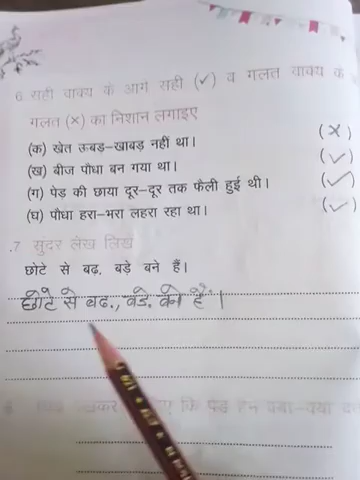 6 सही वाक्य के आगे सही (✓) व गलत वाक्य के
गलत (×) का निशान लगाइए
(क) खेत ऊबड़-खाबड़ नहीं था। (×)
(ख) बीज पौधा बन गया था। (✓)
(ग) पेड़ की छाया दूर-दूर तक फैली हुई थी। (✓)
(घ) पौधा हरा-भरा लहरा रहा था। (✓)
.7 सुंदर लेख लिखें
छोटे से बढ़, बड़े बने हैं।
छोटे से बढ., बडे. बने हैं।